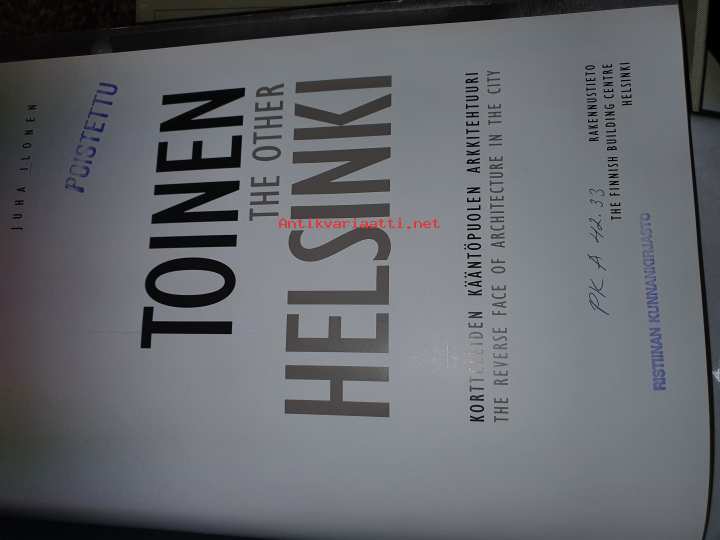 JUHA ILONEN
POISTETTU
TOINEN
THE OTHER
HELSINKI
Antikvariaatti.net
KORTTELEIDEN KÄÄNTÖPUOLEN ARKKITEHTUURI
THE REVERSE FACE OF ARCHITECTURE IN THE CITY
PK A 42.33
RAKENNUSTIETO
THE FINNISH BUILDING CENTRE
HELSINKI
RISTIINAN KUNNANKIRJASTO